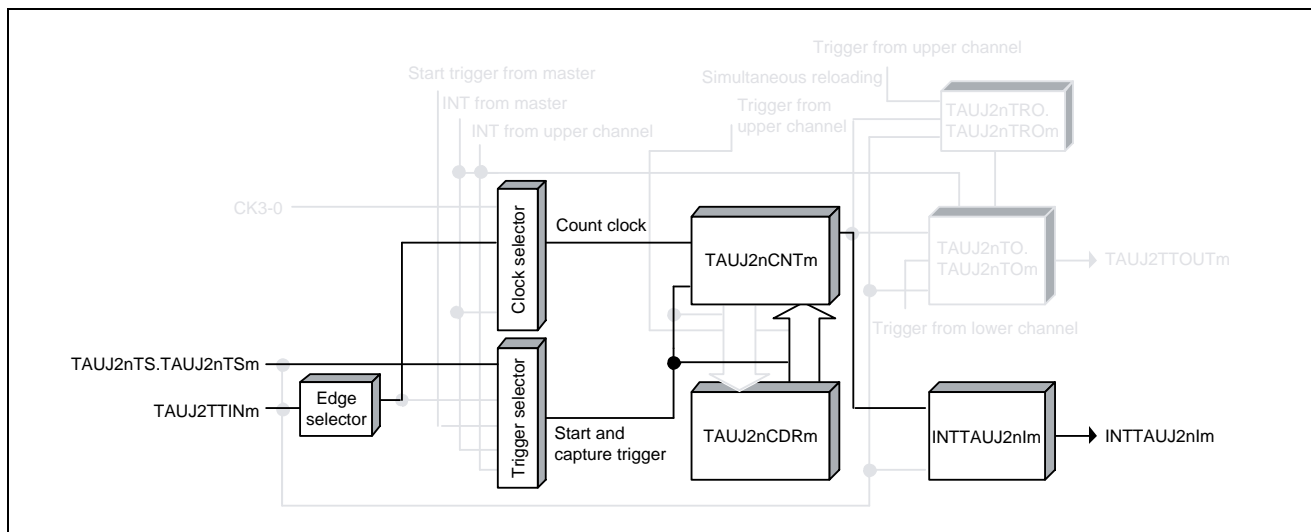 Trigger from upper channel
Start trigger from master
Simultaneous reloading
INT from master
Trigger from
upper channel
INT from upper channel
TAUJ2nTRO.
TAUJ2nTROm
CK3-0
Clock selector
Count clock
TAUJ2nCNTm
TAUJ2nTO.
TAUJ2nTOm
TAUJ2TTOUTm
Trigger from lower channel
TAUJ2nTS.TAUJ2nTSm
TAUJ2TTINm
Edge
selector
Trigger selector
Start and
capture trigger
TAUJ2nCDRm
INTTAUJ2nIm
INTTAUJ2nIm